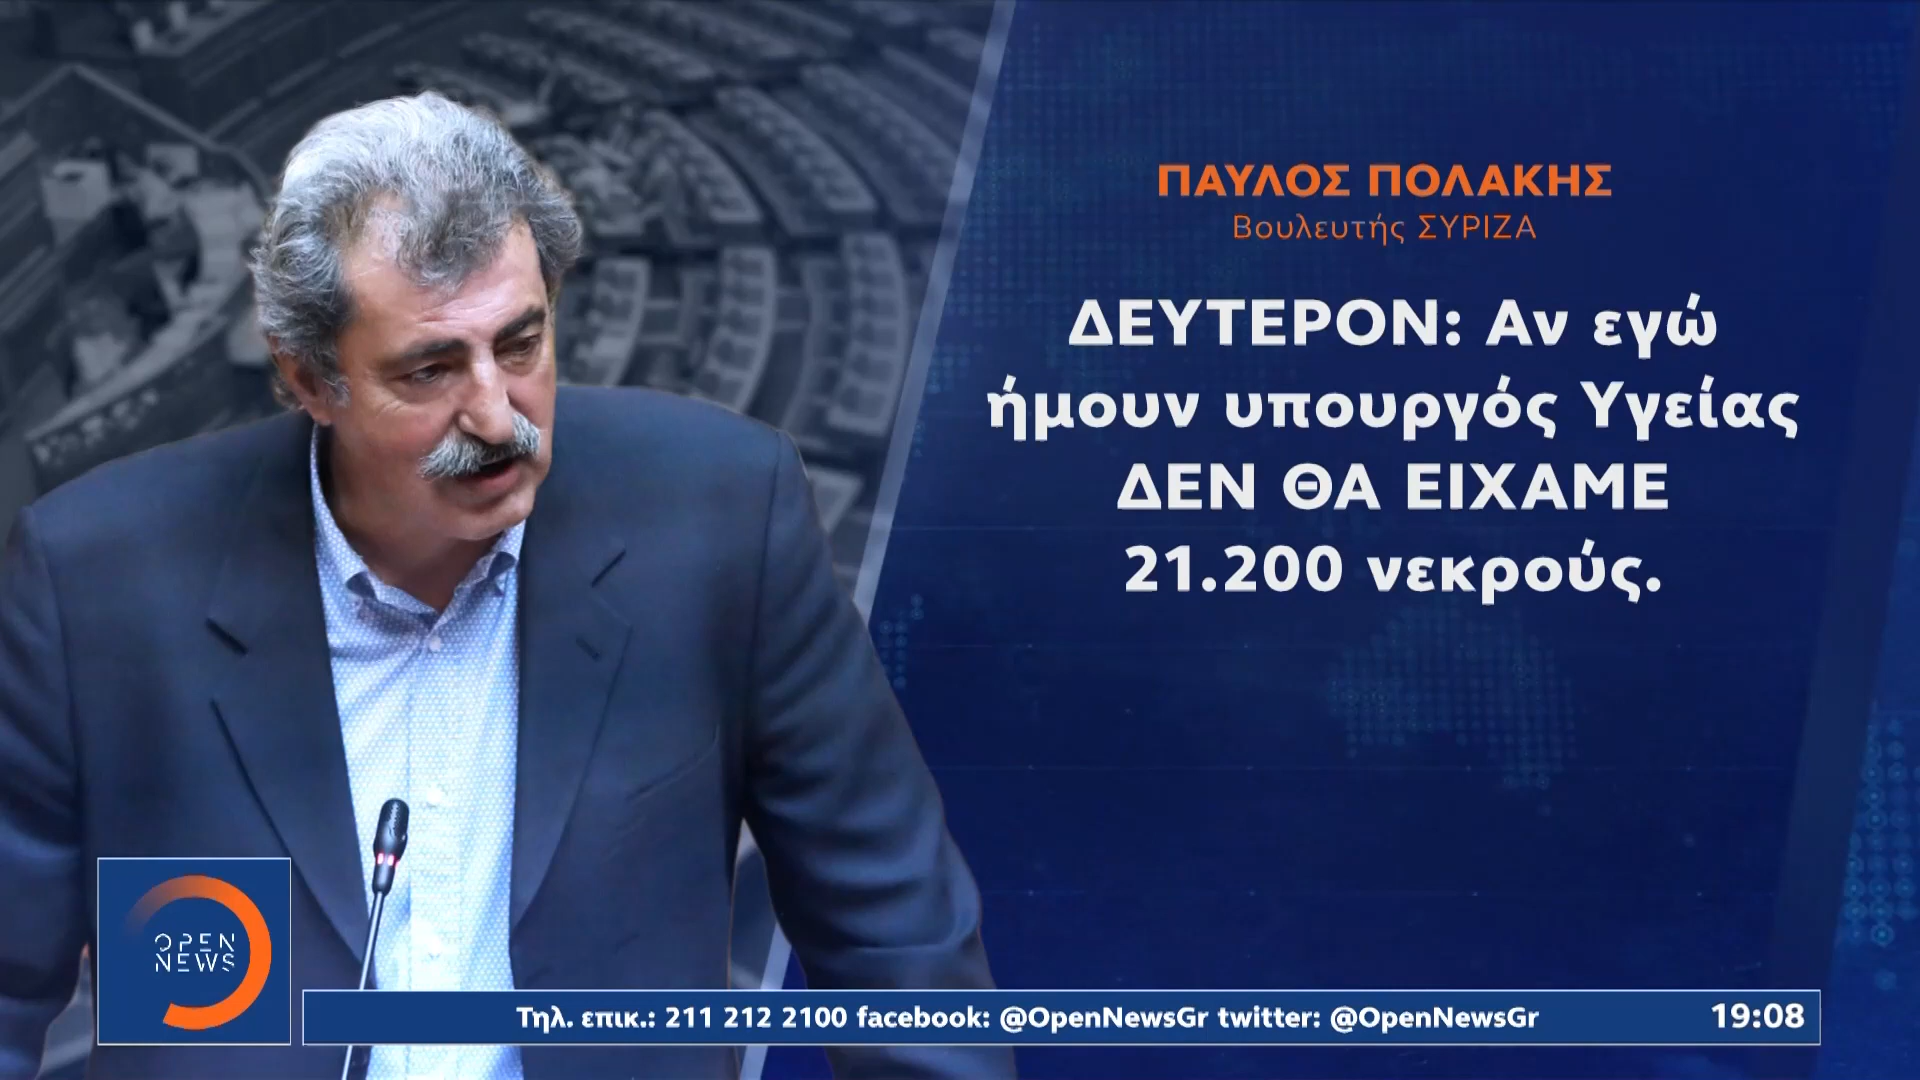 ΠΑΥΛΟΣ ΠΟΛΑΚΗΣ
Βουλευτής ΣΥΡΙΖΑ
ΔΕΥΤΕΡΟΝ: Αν εγώ
ήμουν υπουργός Υγείας
ΔΕΝ ΘΑ ΕΙΧΑΜΕ
21.200 νεκρούς.
OPEN
NEWS
Τηλ. επικ.: 211 212 2100 facebook: @OpenNewsGr twitter: @OpenNewsGr
19:08